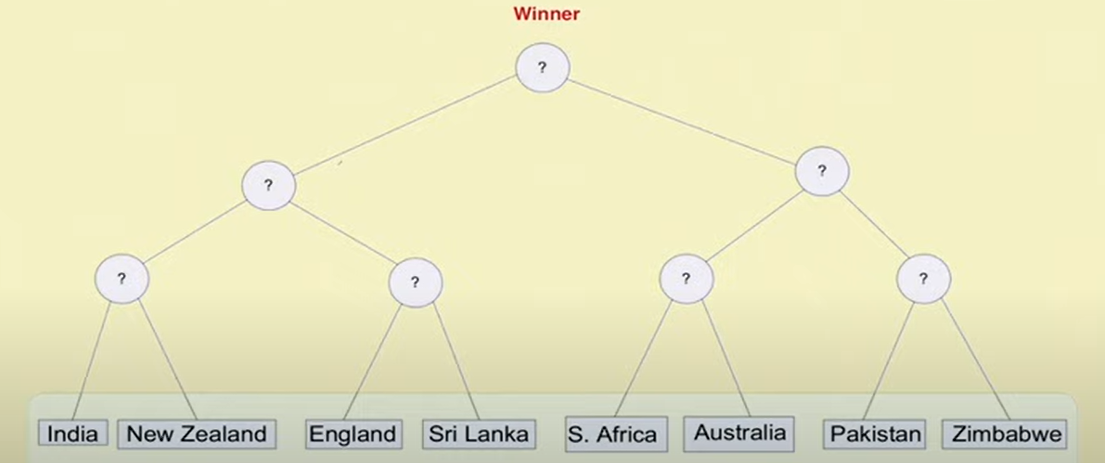 Winner
?
? ?
? ? ? ?
India New Zealand England Sri Lanka S. Africa Australia Pakistan Zimbabwe